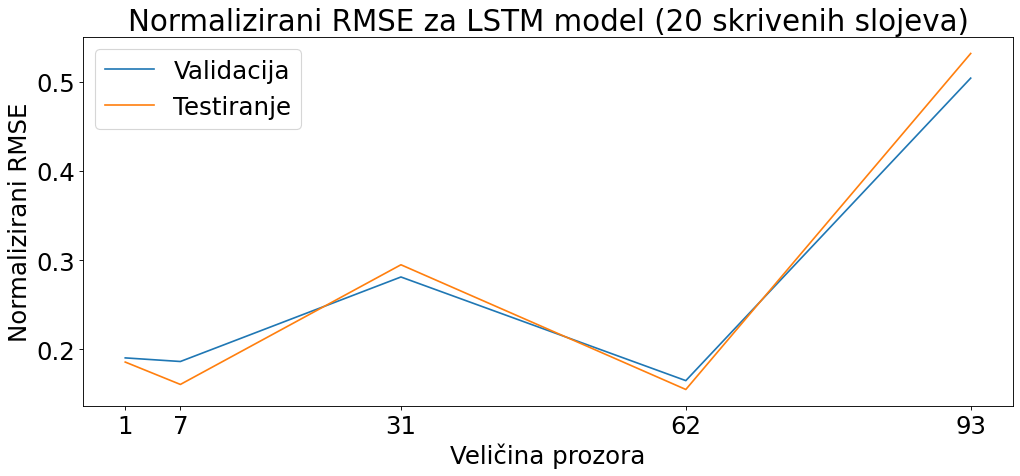 Normalizirani RMSE za LSTM model (20 skrivenih slojeva)
Validacija
Testiranje
Normalizirani RMSE
0.5
0.4
0.3
0.2
1 7 31 62 93
Veličina prozora